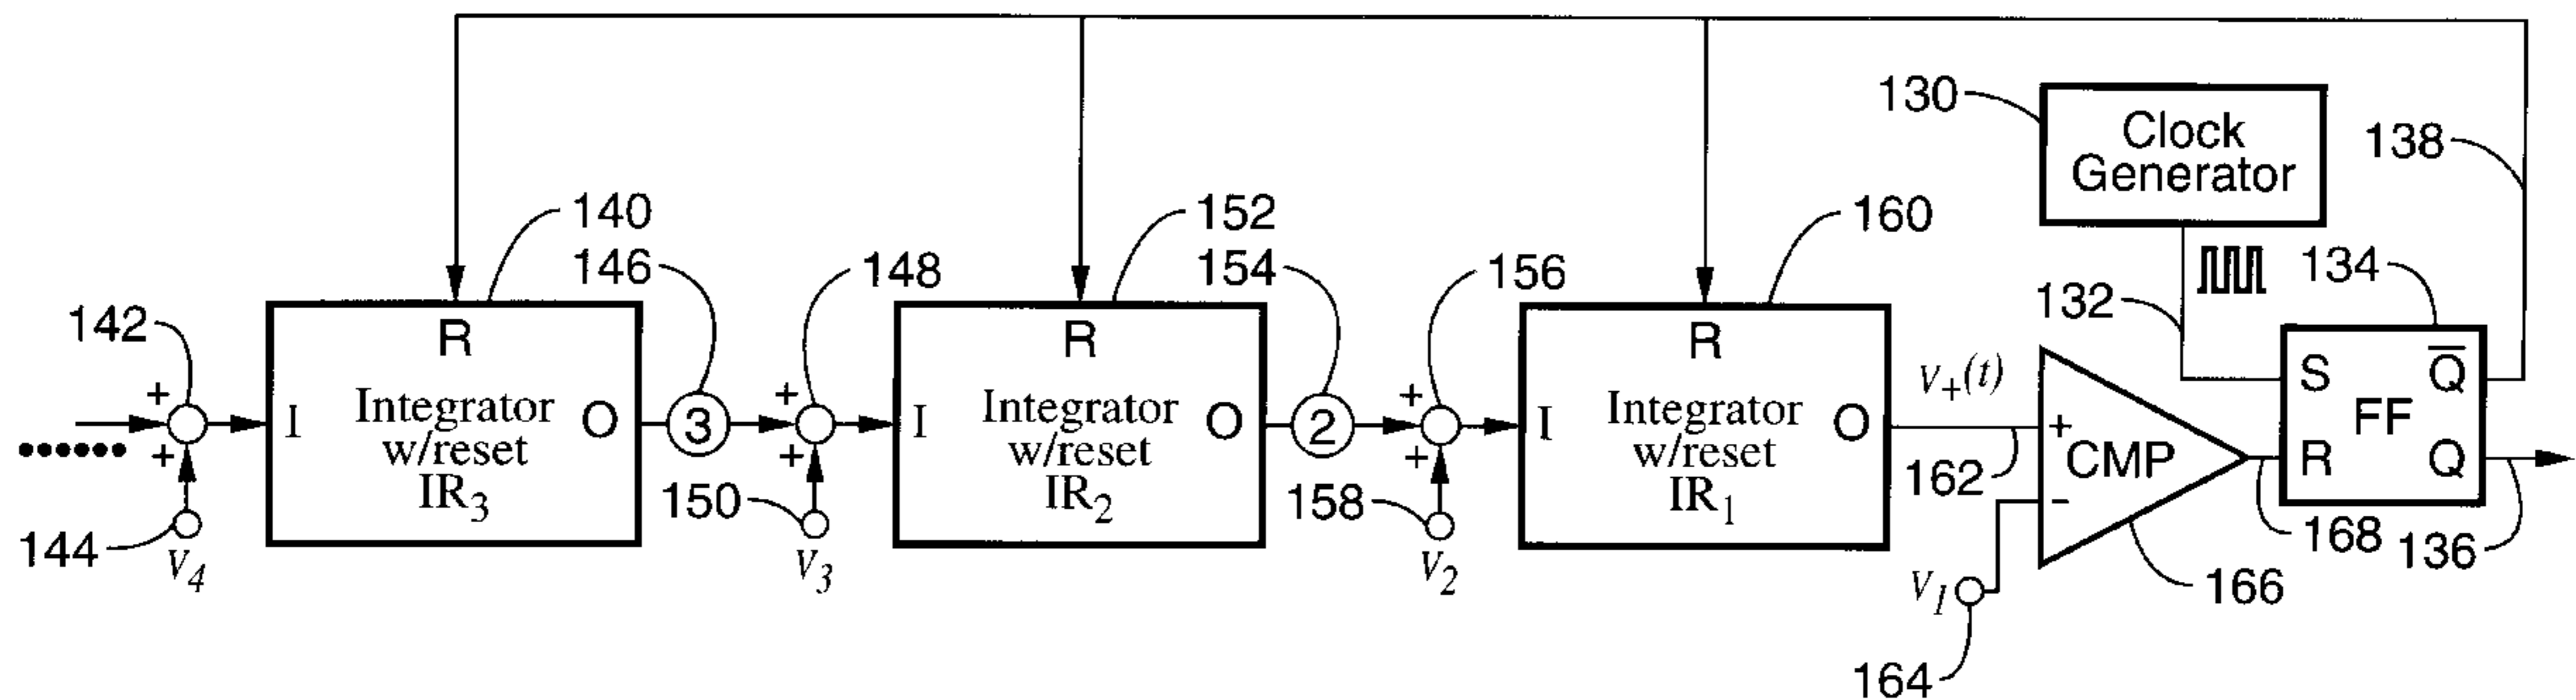 130
Clock
Generator
138
140
152
160
146
148
154
156
134
132
142
R
R
R
S Q̅
FF
R Q
+
+
+
I
Integrator
w/reset
IR3
O
3
I
Integrator
w/reset
IR2
O
2
I
Integrator
w/reset
IR1
O
v+(t)
+
CMP
-
+
+
+
......
162
168
136
144
v4
150
v3
158
v2
v1
166
164